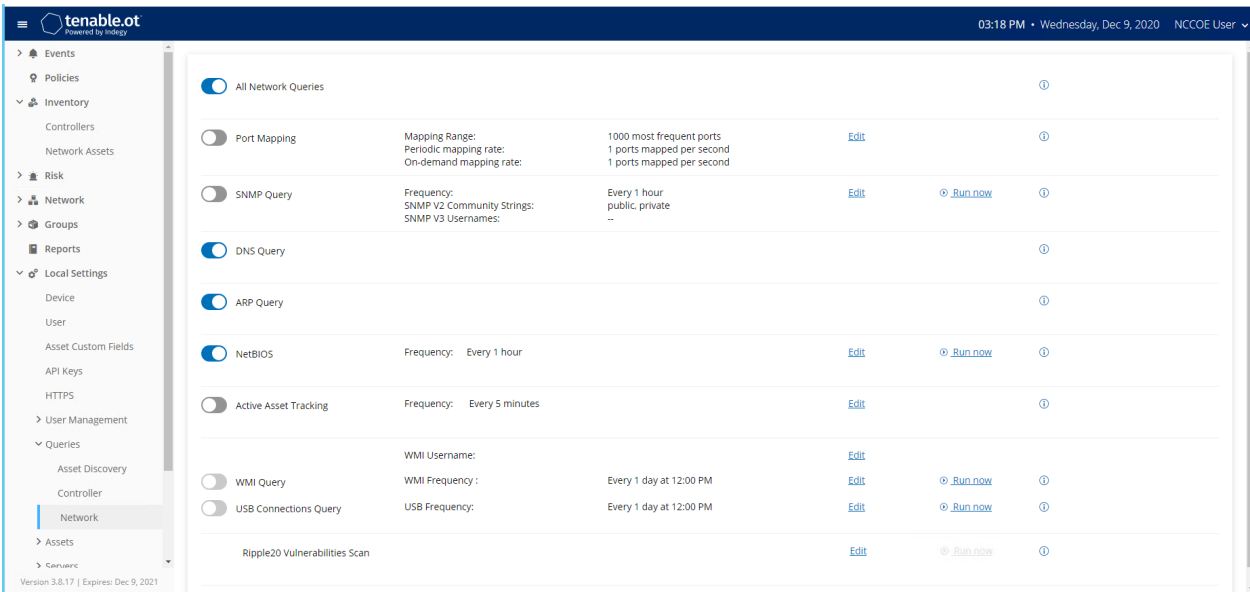 tenable.ot
Powered by Indegy
03:18 PM • Wednesday, Dec 9, 2020 NCCOE User
Events
Policies
Inventory
Controllers
Network Assets
Risk
Network
Groups
Reports
Local Settings
Device
User
Asset Custom Fields
API Keys
HTTPS
User Management
Queries
Asset Discovery
Controller
Network
Assets
Servers
Version 3.8.17 | Expires: Dec 9, 2021
All Network Queries
Port Mapping Mapping Range: 1000 most frequent ports Edit
Periodic mapping rate: 1 ports mapped per second
On-demand mapping rate: 1 ports mapped per second
SNMP Query Frequency: Every 1 hour Edit Run now
SNMP V2 Community Strings: public, private
SNMP V3 Usernames: --
DNS Query
ARP Query
NetBIOS Frequency: Every 1 hour Edit Run now
Active Asset Tracking Frequency: Every 5 minutes Edit
WMI Username: Edit
WMI Query WMI Frequency : Every 1 day at 12:00 PM Edit Run now
USB Connections Query USB Frequency: Every 1 day at 12:00 PM Edit Run now
Ripple20 Vulnerabilities Scan Edit Run now